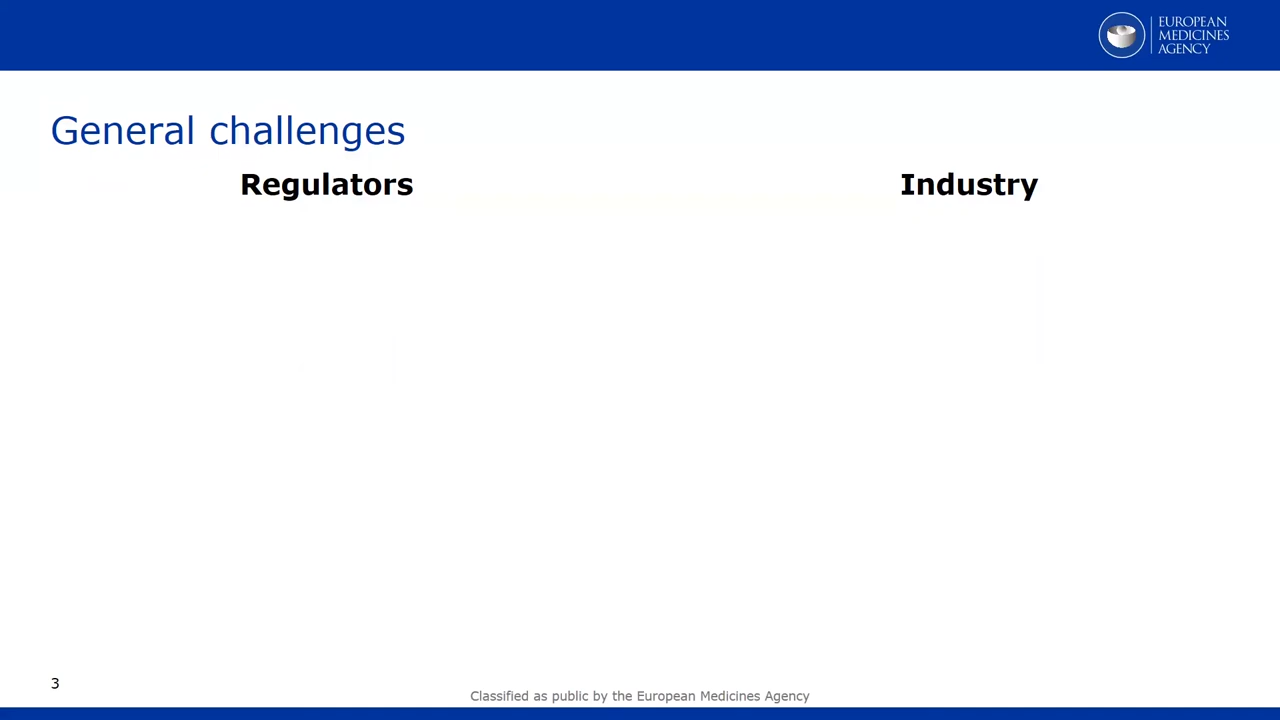 EUROPEAN
MEDICINES
AGENCY
General challenges
Regulators
Industry
3
Classified as public by the European Medicines Agency